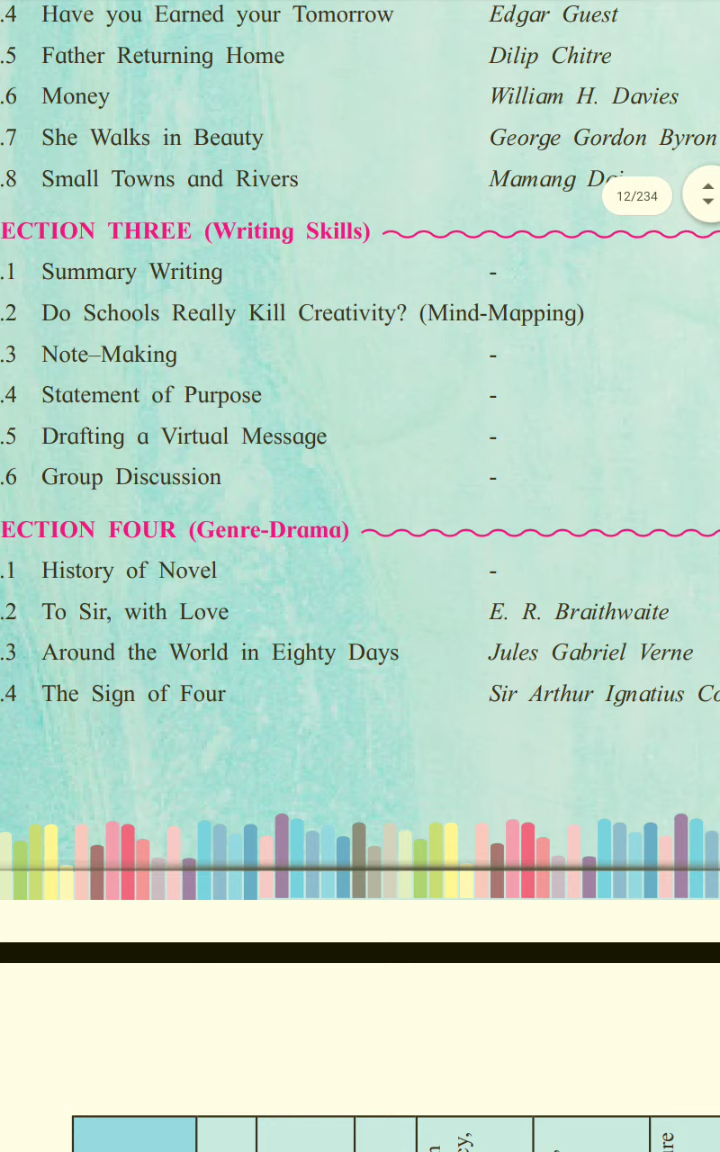 .4 Have you Earned your Tomorrow Edgar Guest
.5 Father Returning Home Dilip Chitre
.6 Money William H. Davies
.7 She Walks in Beauty George Gordon Byron
.8 Small Towns and Rivers Mamang
12/234
ECTION THREE (Writing Skills)
.1 Summary Writing -
.2 Do Schools Really Kill Creativity? (Mind-Mapping)
.3 Note–Making -
.4 Statement of Purpose -
.5 Drafting a Virtual Message -
.6 Group Discussion -
ECTION FOUR (Genre-Drama)
.1 History of Novel -
.2 To Sir, with Love E. R. Braithwaite
.3 Around the World in Eighty Days Jules Gabriel Verne
.4 The Sign of Four Sir Arthur Ignatius Co